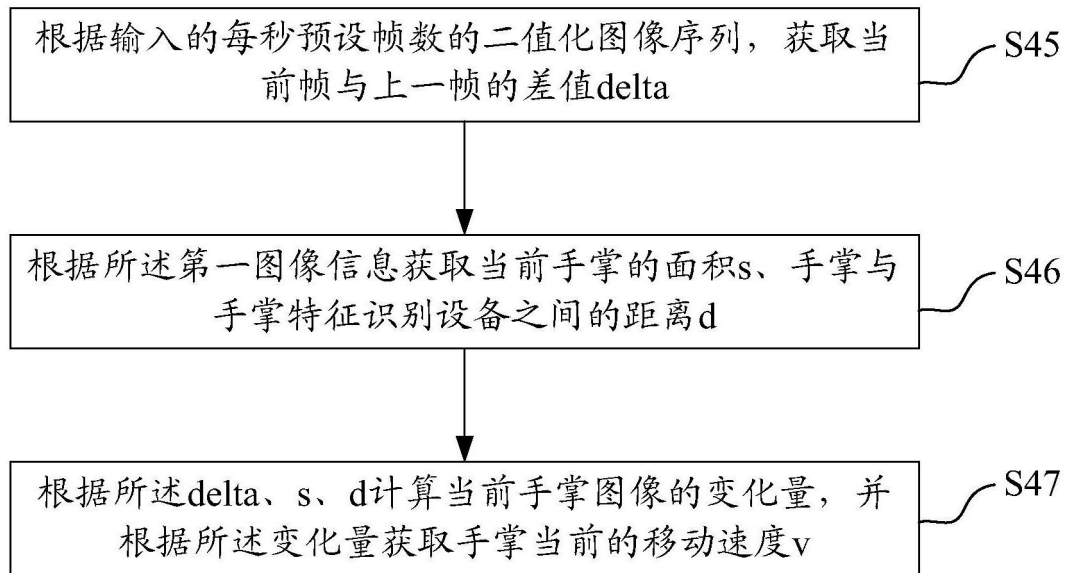 根据输入的每秒预设帧数的二值化图像序列，获取当
前帧与上一帧的差值delta
S45
根据所述第一图像信息获取当前手掌的面积s、手掌与
手掌特征识别设备之间的距离d
S46
根据所述delta、s、d计算当前手掌图像的变化量，并
根据所述变化量获取手掌当前的移动速度v
S47